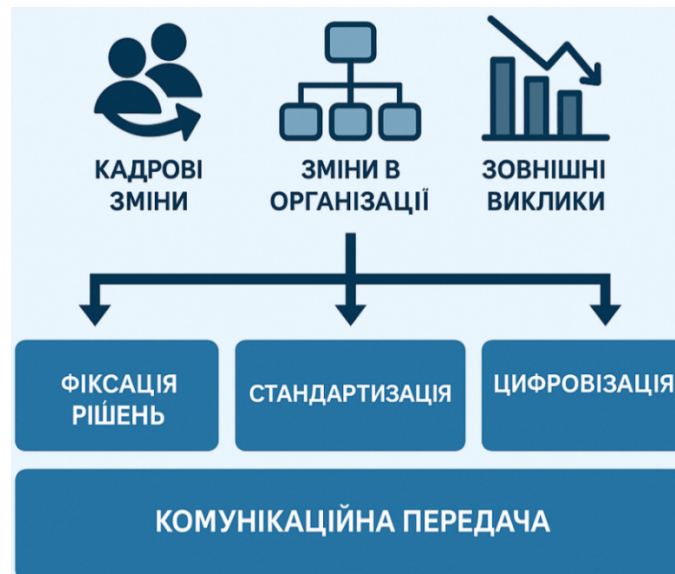 КАДРОВІ
ЗМІНИ
ЗМІНИ В
ОРГАНІЗАЦІЇ
ЗОВНІШНІ
ВИКЛИКИ
ФІКСАЦІЯ
РІШЕНЬ
СТАНДАРТИЗАЦІЯ
ЦИФРОВІЗАЦІЯ
КОМУНІКАЦІЙНА ПЕРЕДАЧА